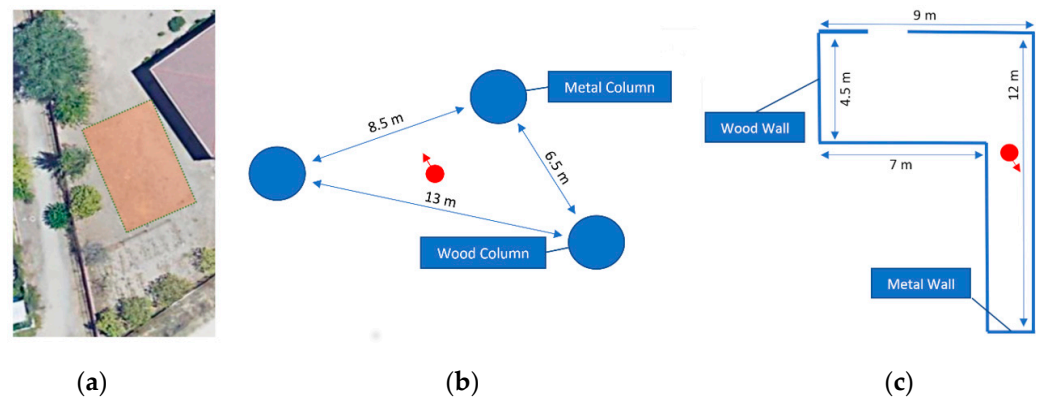 9 m
Metal Column
8.5 m
4.5 m
12 m
Wood Wall
6.5 m
7 m
13 m
Wood Column
Metal Wall
(a)
(b)
(c)